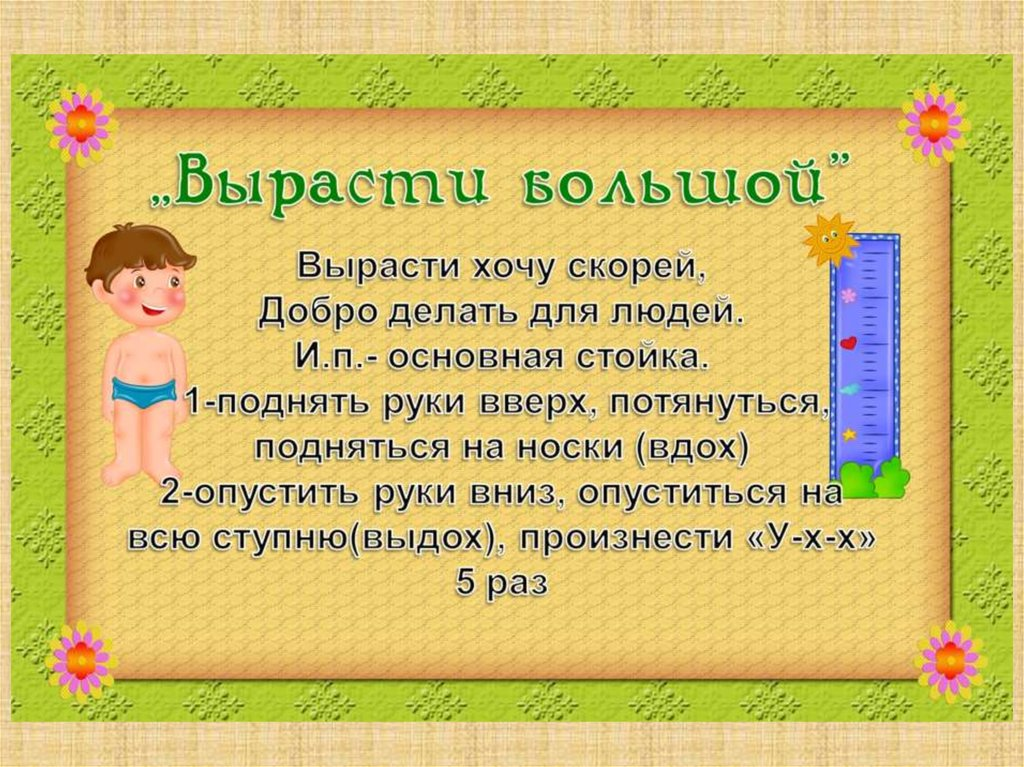 „Вырасти большой”
Вырасти хочу скорей,
Добро делать для людей.
И.п.- основная стойка.
1-поднять руки вверх, потянуться,
подняться на носки (вдох)
2-опустить руки вниз, опуститься на
всю ступню(выдох), произнести «У-х-х»
5 раз